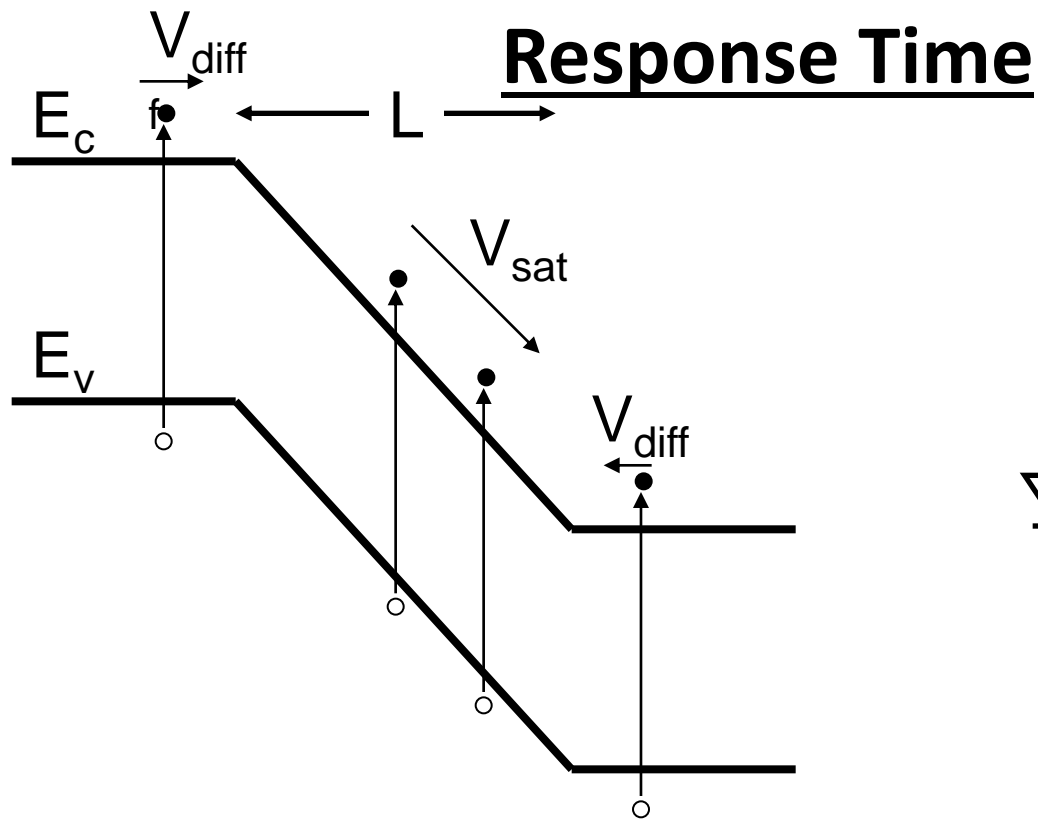 Response Time
V_diff
f
E_c
L
V_sat
E_v
V_diff